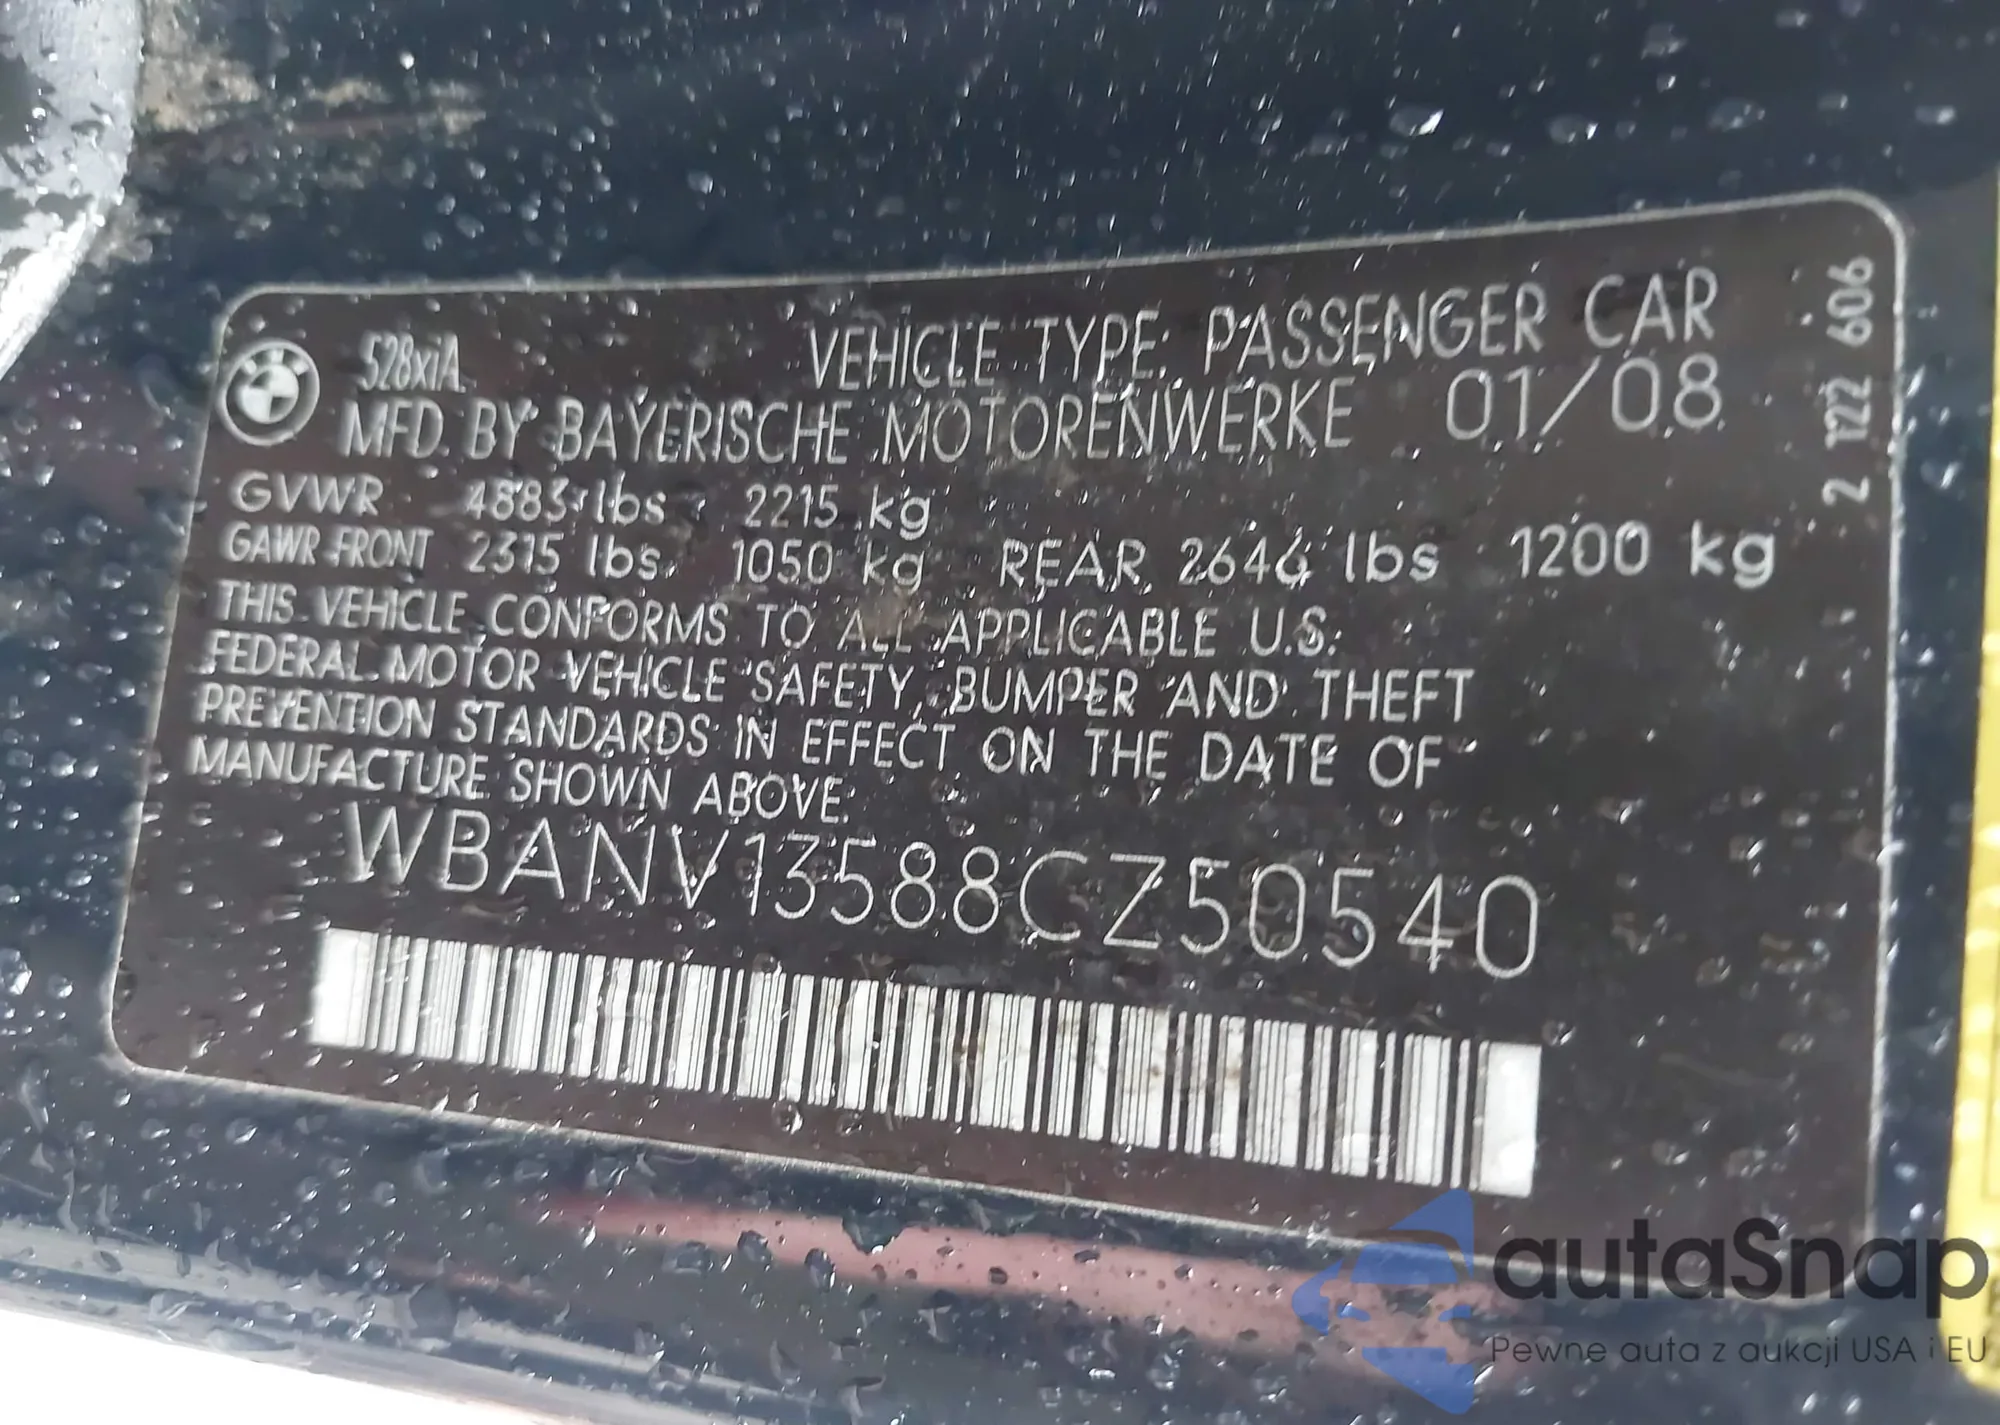 528xiA
VEHICLE TYPE: PASSENGER CAR
MFD. BY BAYERISCHE MOTORENWERKE 01/08
GVWR 4883 lbs 2215 kg
GAWR FRONT 2315 lbs 1050 kg REAR 2646 lbs 1200 kg
THIS VEHICLE CONFORMS TO ALL APPLICABLE U.S.
FEDERAL MOTOR VEHICLE SAFETY, BUMPER AND THEFT
PREVENTION STANDARDS IN EFFECT ON THE DATE OF
MANUFACTURE SHOWN ABOVE:
WBANV13588CZ50540
2 122 606
autaSnap
Pewne auta z aukcji USA i EU